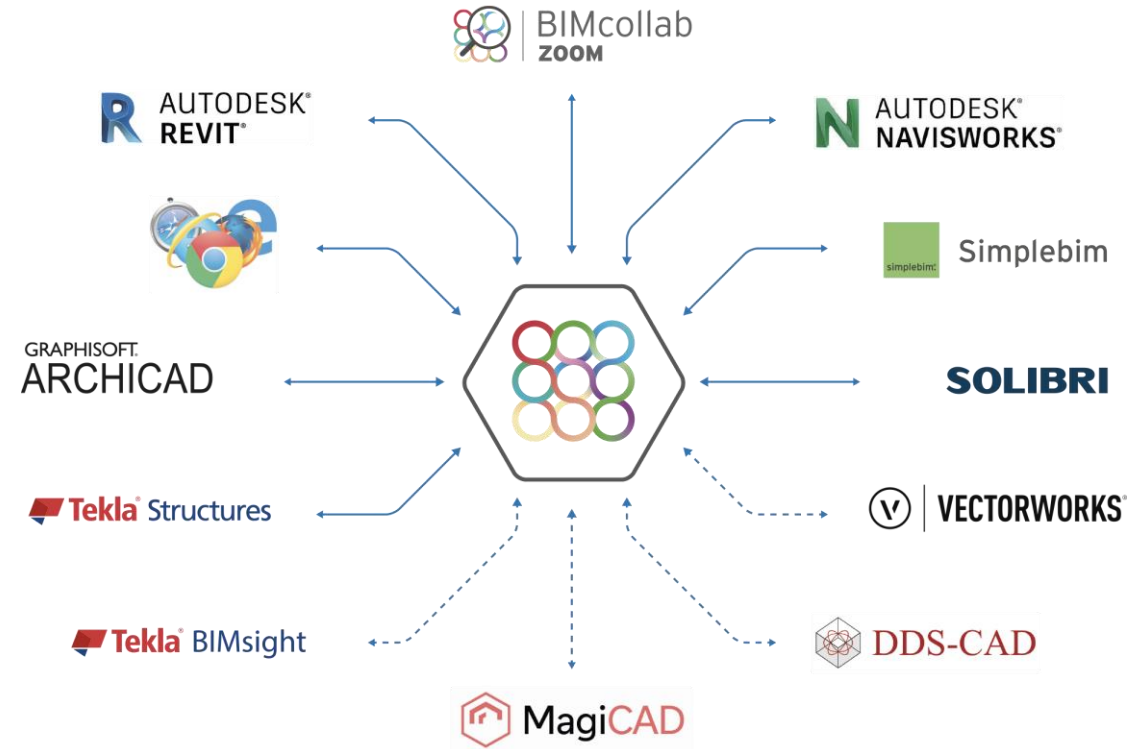 BIMcollab
ZOOM
AUTODESK®
REVIT®
AUTODESK®
NAVISWORKS®
simplebim:
Simplebim
GRAPHISOFT.
ARCHICAD
SOLIBRI
Tekla® Structures
VECTORWORKS®
Tekla® BIMsight
DDS-CAD
MagiCAD